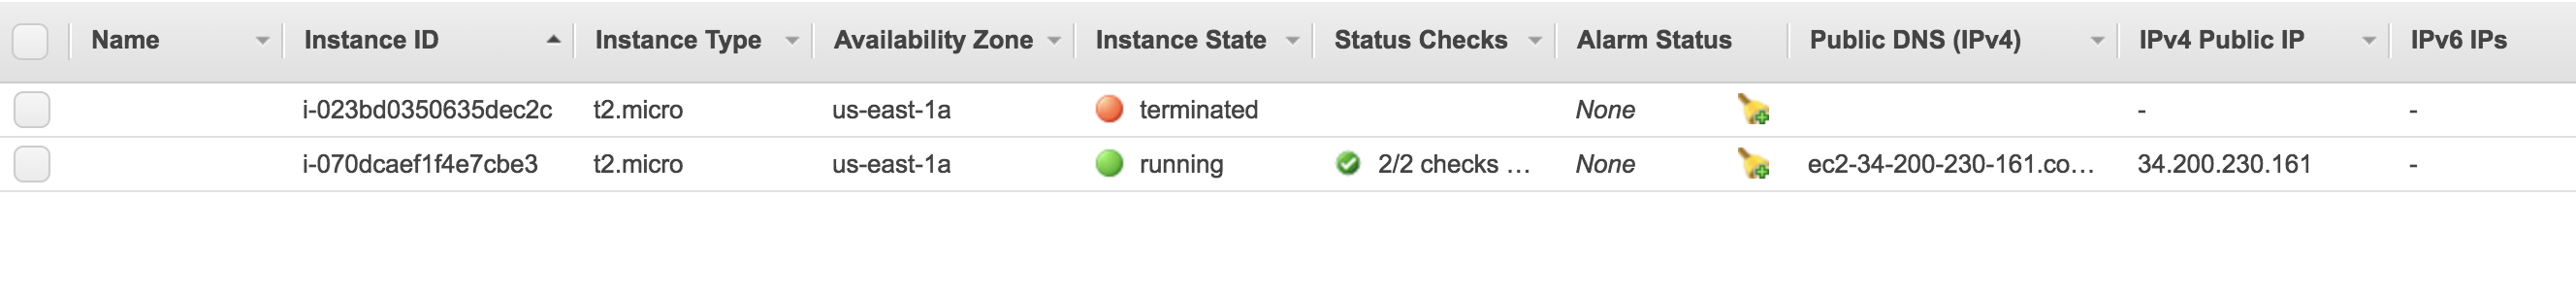 Name Instance ID Instance Type Availability Zone Instance State Status Checks Alarm Status Public DNS (IPv4) IPv4 Public IP IPv6 IPs
i-023bd0350635dec2c t2.micro us-east-1a terminated None - -
i-070dcaef1f4e7cbe3 t2.micro us-east-1a running 2/2 checks ... None ec2-34-200-230-161.co... 34.200.230.161 -